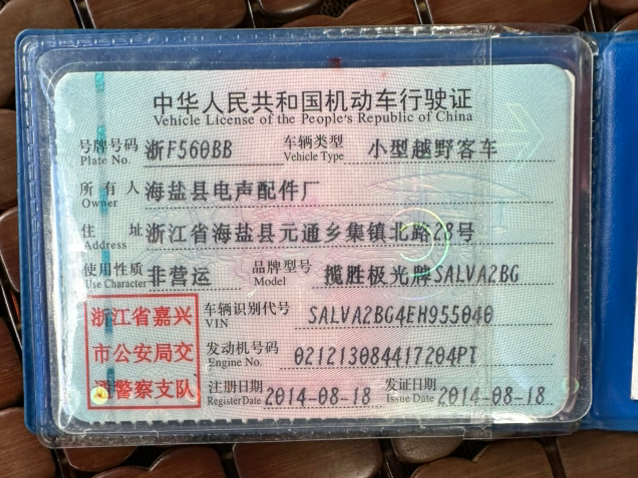 中华人民共和国机动车行驶证
Vehicle License of the People's Republic of China
号牌号码 浙F560BB 车辆类型 小型越野客车
Plate No. Vehicle Type
所有人 海盐县电声配件厂
Owner
住址 浙江省海盐县元通乡集镇北路28号
Address
使用性质 非营运 品牌型号 揽胜极光牌SALVA2BG
Use Character Model
浙江省嘉兴
市公安局交
通警察支队
车辆识别代号 SALVA2BG4EH955040
VIN
发动机号码 021213084417204PT
Engine No.
注册日期 2014-08-18 发证日期 2014-08-18
Register Date Issue Date